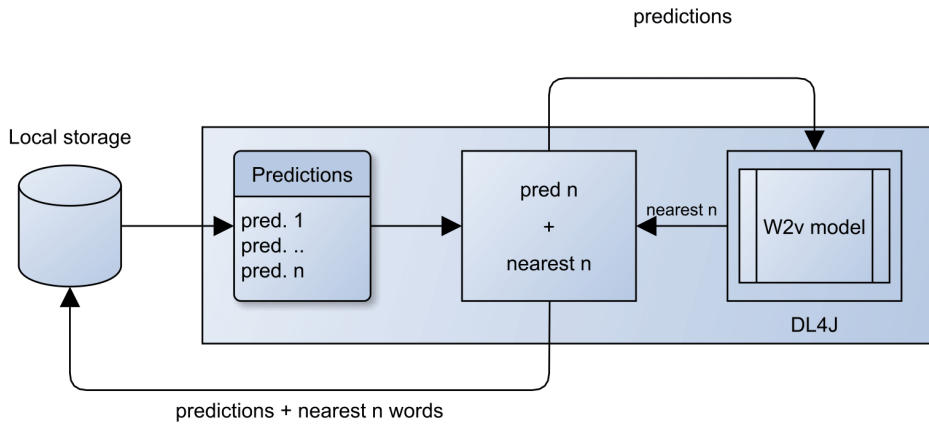 predictions
Local storage
Predictions
pred. 1
pred. ..
pred. n
pred n
+
nearest n
nearest n
W2v model
DL4J
predictions + nearest n words